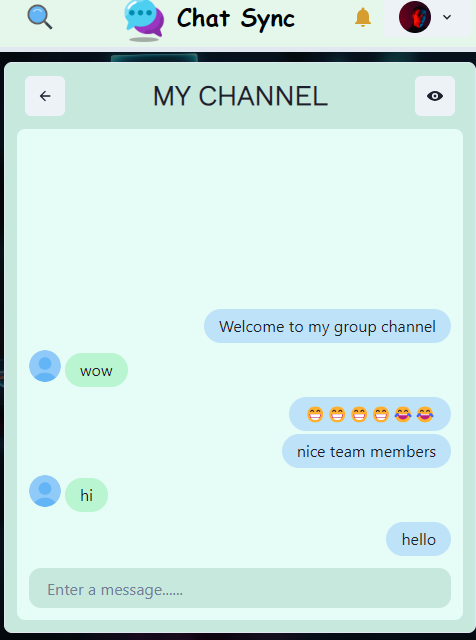 Chat Sync
MY CHANNEL
Welcome to my group channel
wow
😁 😁 😁 😁 😂 😂
nice team members
hi
hello
Enter a message......